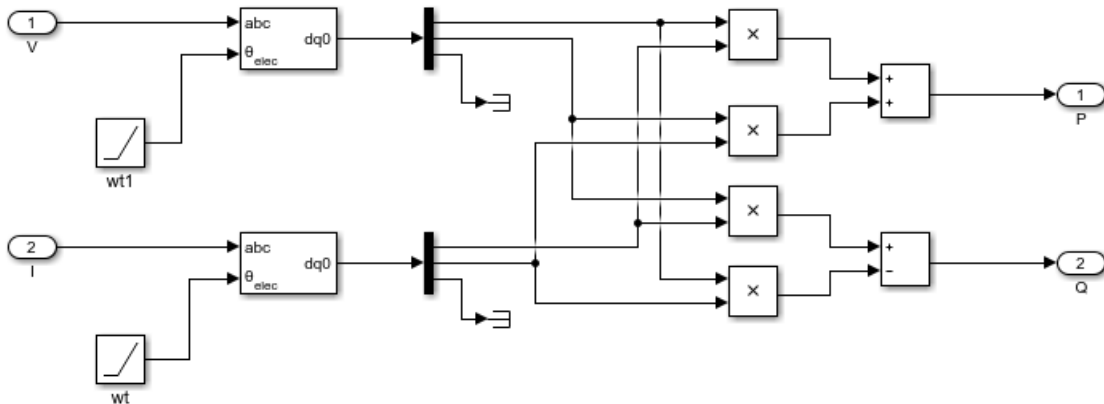 1
V
abc
θelec
dq0
wt1
×
×
+
+
1
P
2
I
abc
θelec
dq0
wt
×
×
+
−
2
Q